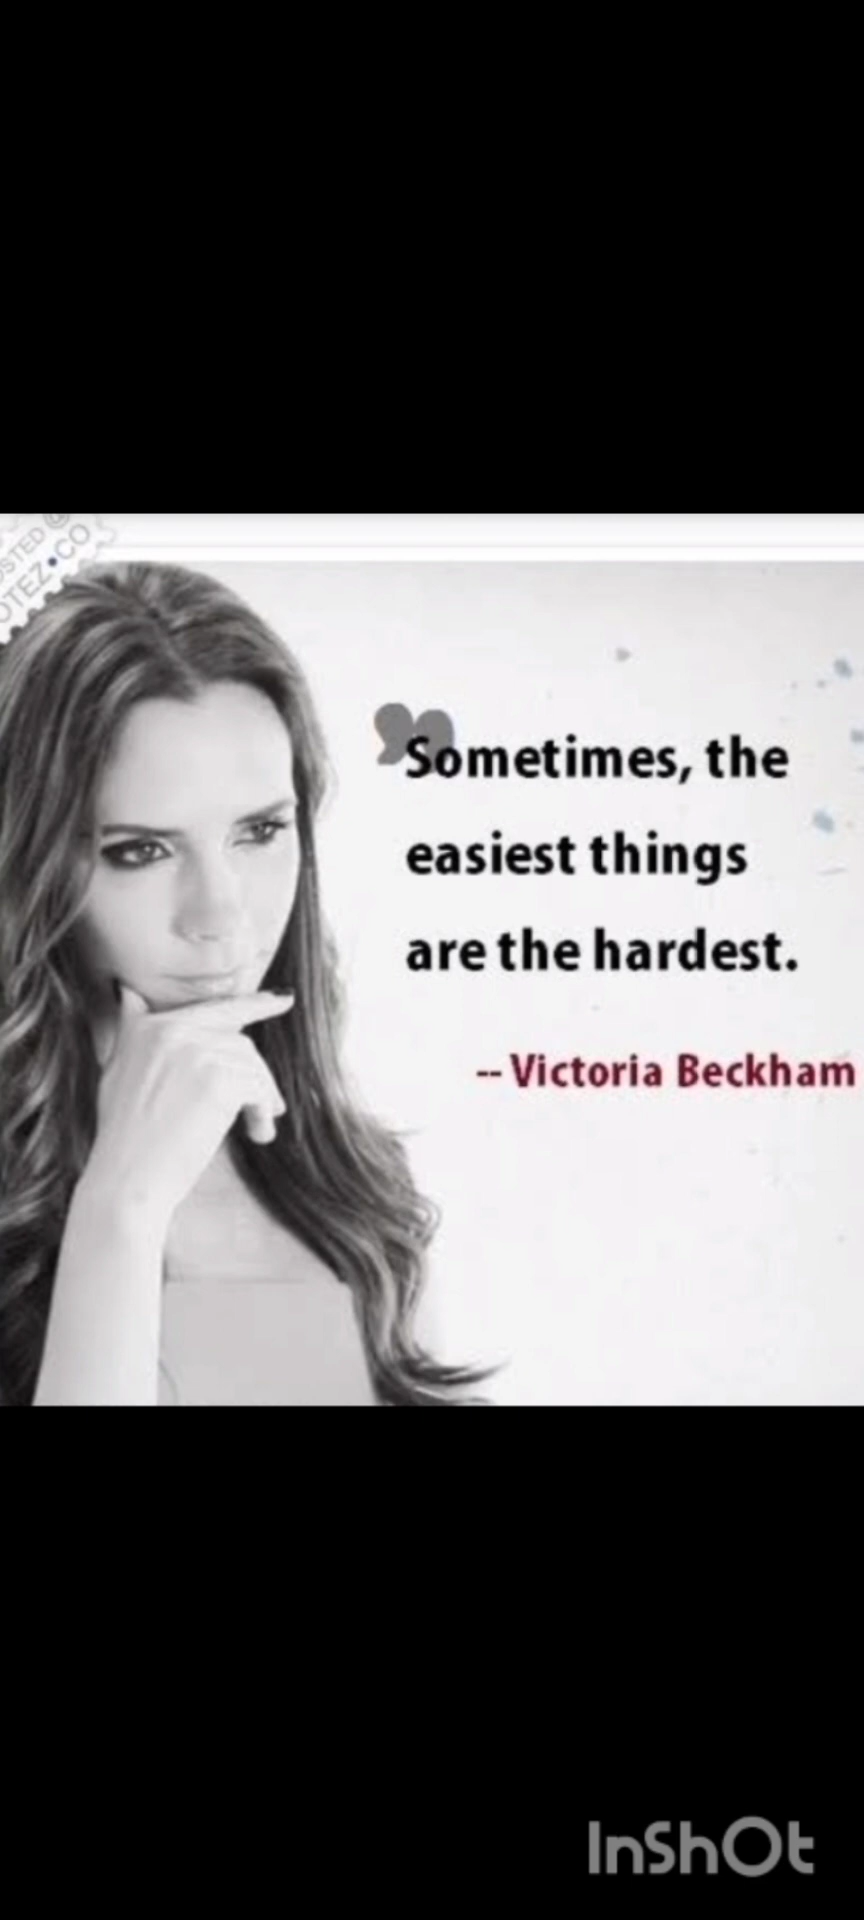 Sometimes, the
easiest things
are the hardest.
-- Victoria Beckham
InShOt